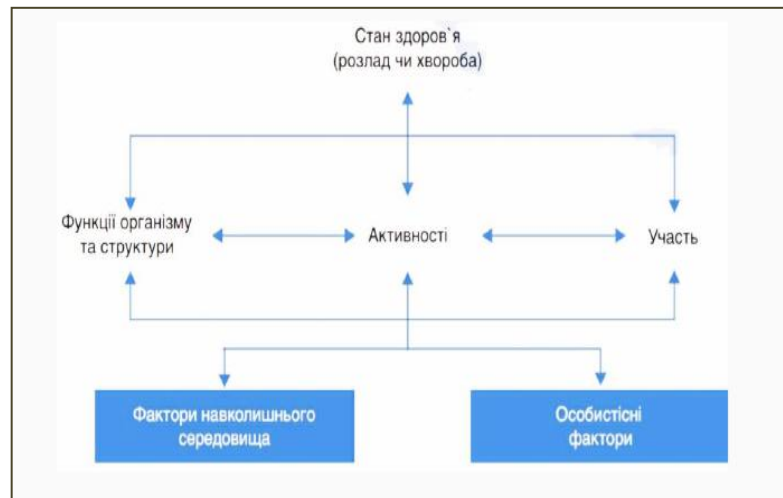 Стан здоров`я
(розлад чи хвороба)
Функції організму
та структури
Активності
Участь
Фактори навколишнього
середовища
Особистісні
фактори